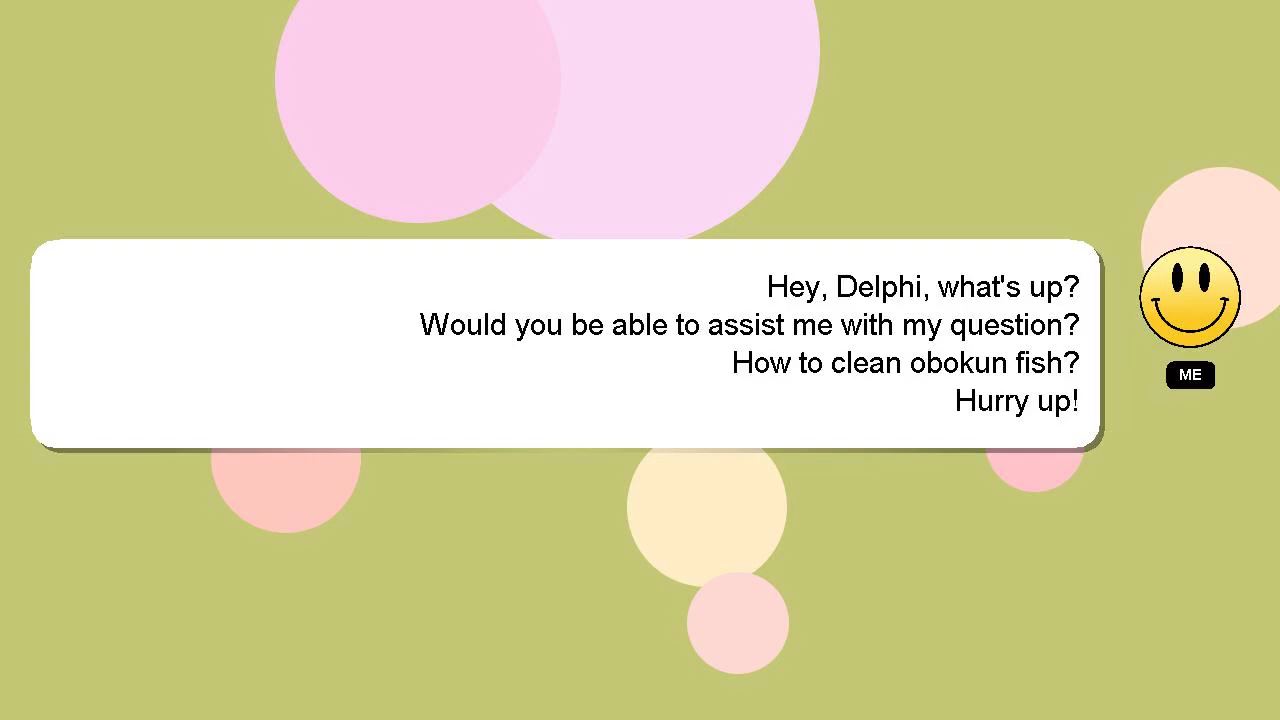 Hey, Delphi, what's up?
Would you be able to assist me with my question?
How to clean obokun fish?
Hurry up!
ME